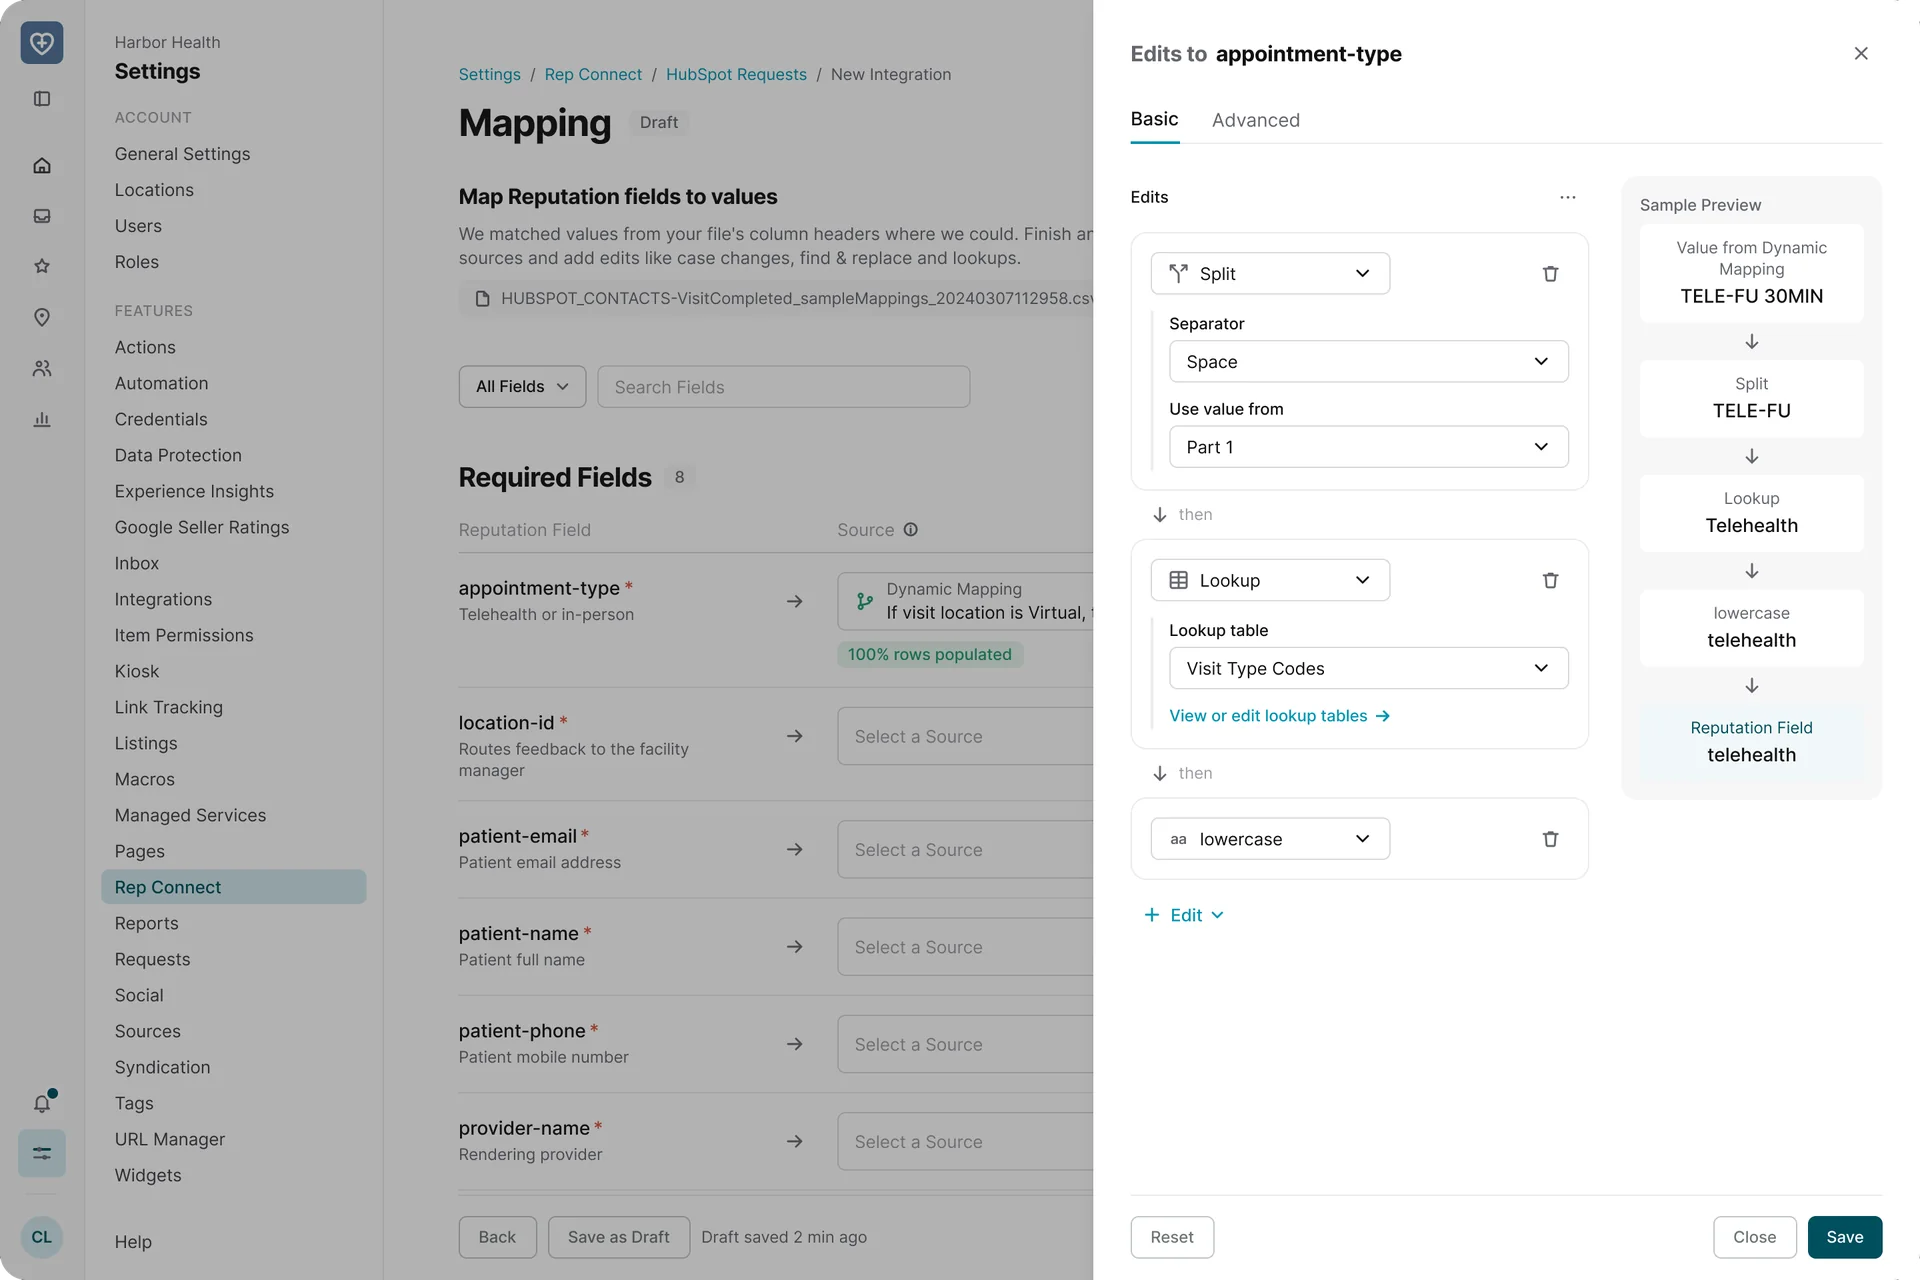 Harbor Health
Settings
ACCOUNT
General Settings
Locations
Users
Roles
FEATURES
Actions
Automation
Credentials
Data Protection
Experience Insights
Google Seller Ratings
Inbox
Integrations
Item Permissions
Kiosk
Link Tracking
Listings
Macros
Managed Services
Pages
Rep Connect
Reports
Requests
Social
Sources
Syndication
Tags
URL Manager
Widgets
Help
CL
Settings / Rep Connect / HubSpot Requests / New Integration
Mapping Draft
Map Reputation fields to values
We matched values from your file's column headers where we could. Finish
sources and add edits like case changes, find & replace and lookups.
HUBSPOT_CONTACTS-VisitCompleted_sampleMappings_20240307112958.csv
All Fields Search Fields
Required Fields 8
Reputation Field Source
appointment-type *
Telehealth or in-person
Dynamic Mapping
If visit location is Virtual,
100% rows populated
location-id *
Routes feedback to the facility
manager
Select a Source
patient-email *
Patient email address
Select a Source
patient-name *
Patient full name
Select a Source
patient-phone *
Patient mobile number
Select a Source
provider-name *
Rendering provider
Select a Source
Back Save as Draft Draft saved 2 min ago
Edits to appointment-type
Basic Advanced
Edits
Split
Separator
Space
Use value from
Part 1
then
Lookup
Lookup table
Visit Type Codes
View or edit lookup tables
then
aa lowercase
Edit
Sample Preview
Value from Dynamic
Mapping
TELE-FU 30MIN
Split
TELE-FU
Lookup
Telehealth
lowercase
telehealth
Reputation Field
telehealth
Reset Close Save